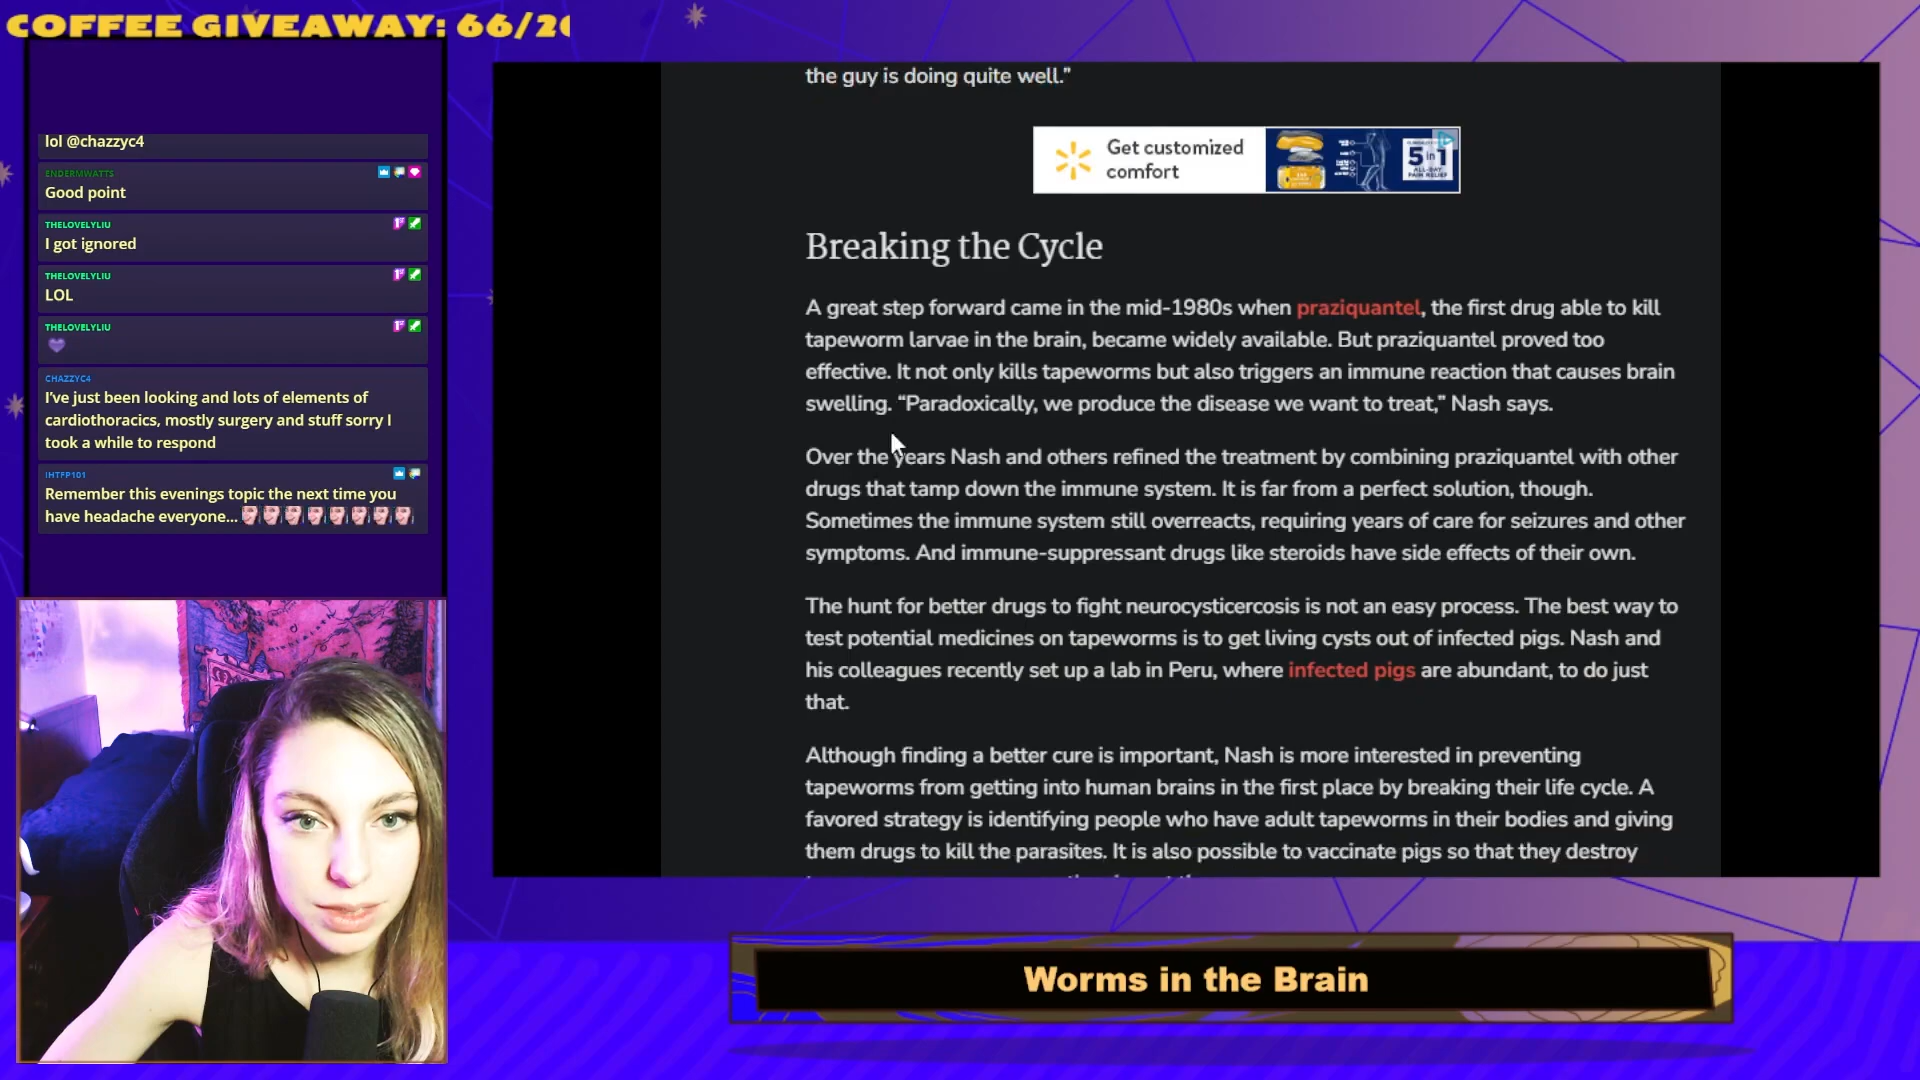 COFFEE GIVEAWAY: 66/20
lol @chazzyc4
ENDERMWATTS
Good point
THELOVELYLIU
I got ignored
THELOVELYLIU
LOL
THELOVELYLIU
CHAZZYC4
I've just been looking and lots of elements of
cardiothoracics, mostly surgery and stuff sorry I
took a while to respond
IHTFP101
Remember this evenings topic the next time you
have headache everyone...
the guy is doing quite well.”
Get customized
comfort
5 in 1
ALL-DAY
PAIN RELIEF
Breaking the Cycle
A great step forward came in the mid-1980s when praziquantel, the first drug able to kill
tapeworm larvae in the brain, became widely available. But praziquantel proved too
effective. It not only kills tapeworms but also triggers an immune reaction that causes brain
swelling. “Paradoxically, we produce the disease we want to treat,” Nash says.
Over the years Nash and others refined the treatment by combining praziquantel with other
drugs that tamp down the immune system. It is far from a perfect solution, though.
Sometimes the immune system still overreacts, requiring years of care for seizures and other
symptoms. And immune-suppressant drugs like steroids have side effects of their own.
The hunt for better drugs to fight neurocysticercosis is not an easy process. The best way to
test potential medicines on tapeworms is to get living cysts out of infected pigs. Nash and
his colleagues recently set up a lab in Peru, where infected pigs are abundant, to do just
that.
Although finding a better cure is important, Nash is more interested in preventing
tapeworms from getting into human brains in the first place by breaking their life cycle. A
favored strategy is identifying people who have adult tapeworms in their bodies and giving
them drugs to kill the parasites. It is also possible to vaccinate pigs so that they destroy
Worms in the Brain